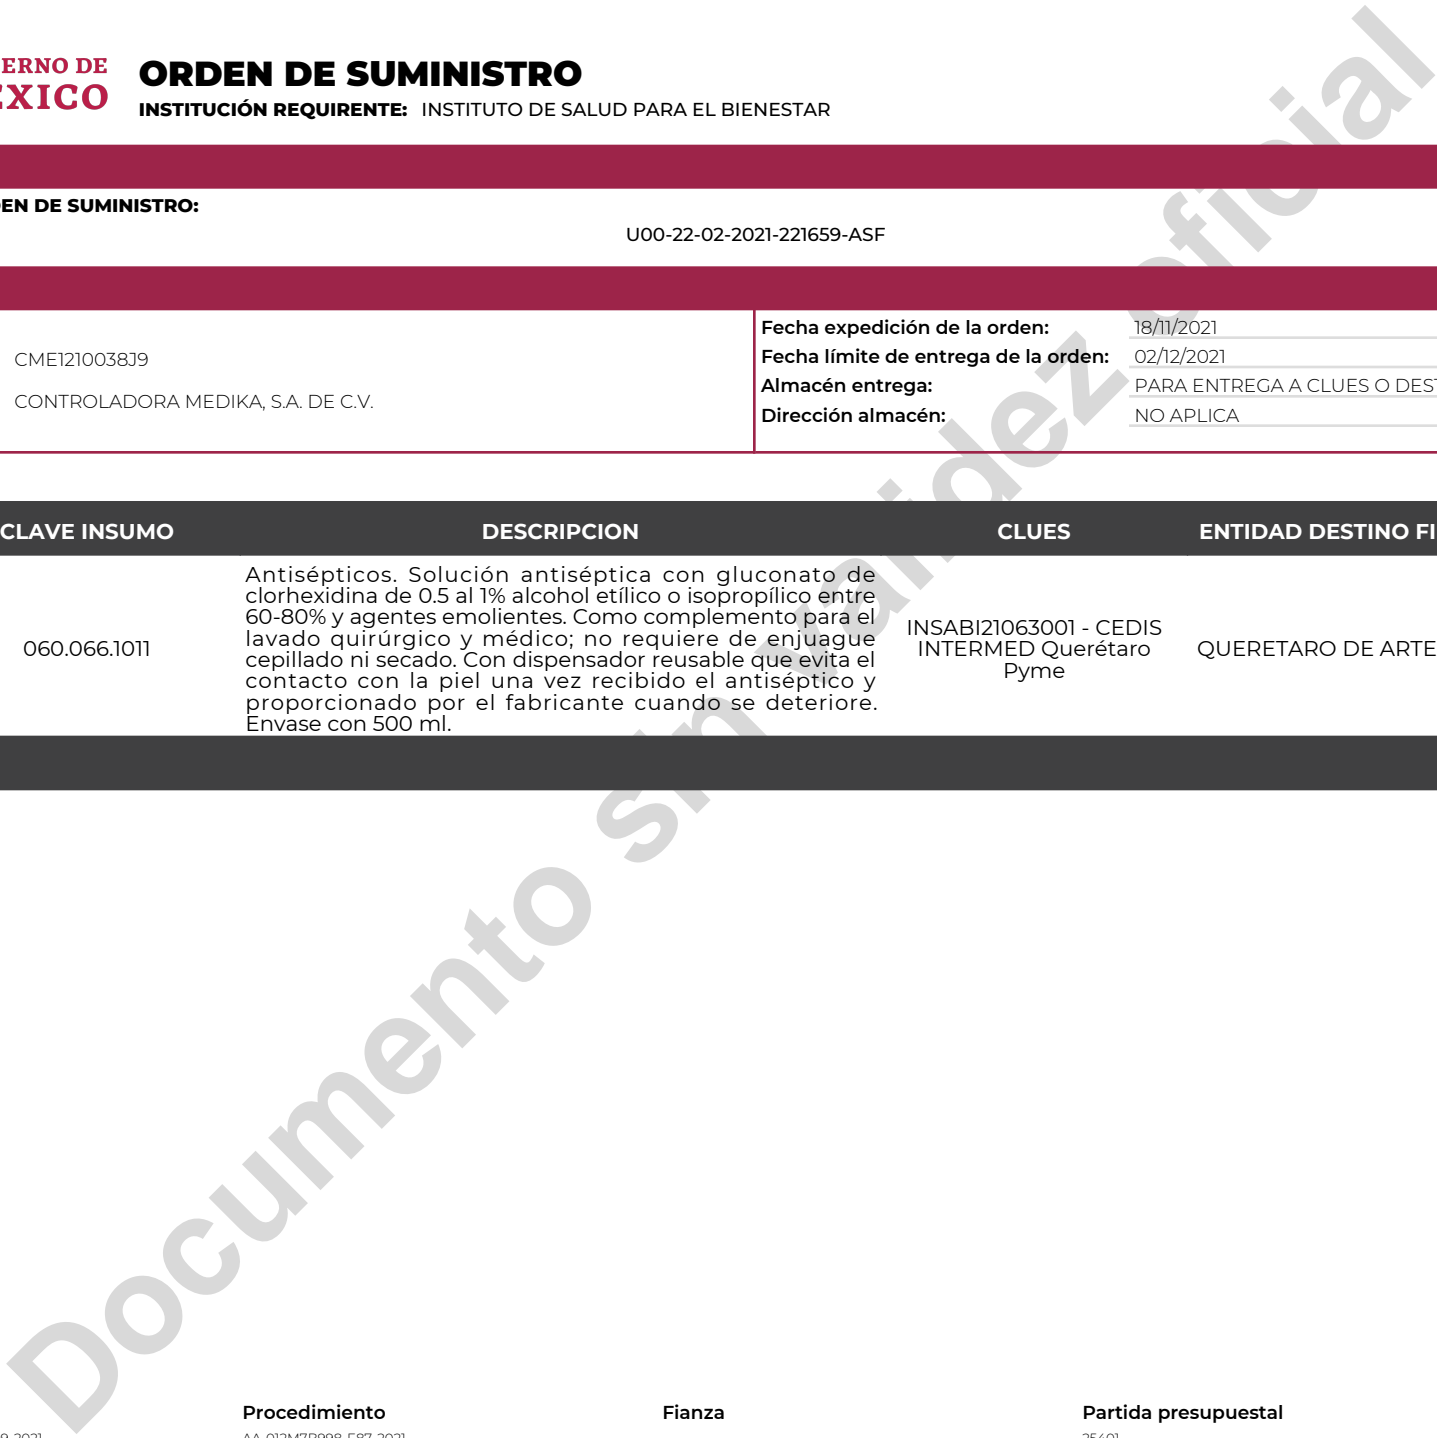 ERNO DE
EXICO
ORDEN DE SUMINISTRO
INSTITUCIÓN REQUIRENTE: INSTITUTO DE SALUD PARA EL BIENESTAR
EN DE SUMINISTRO:
U00-22-02-2021-221659-ASF
CME1210038J9
CONTROLADORA MEDIKA, S.A. DE C.V.
Fecha expedición de la orden: 18/11/2021
Fecha límite de entrega de la orden: 02/12/2021
Almacén entrega: PARA ENTREGA A CLUES O DEST
Dirección almacén: NO APLICA
CLAVE INSUMO DESCRIPCION CLUES ENTIDAD DESTINO FI
060.066.1011
Antisépticos. Solución antiséptica con gluconato de
clorhexidina de 0.5 al 1% alcohol etílico o isopropílico entre
60-80% y agentes emolientes. Como complemento para el
lavado quirúrgico y médico; no requiere de enjuague
cepillado ni secado. Con dispensador reusable que evita el
contacto con la piel una vez recibido el antiséptico y
proporcionado por el fabricante cuando se deteriore.
Envase con 500 ml.
INSABI21063001 - CEDIS
INTERMED Querétaro
Pyme
QUERETARO DE ARTE
Documento sin validez oficial
Procedimiento Fianza Partida presupuestal